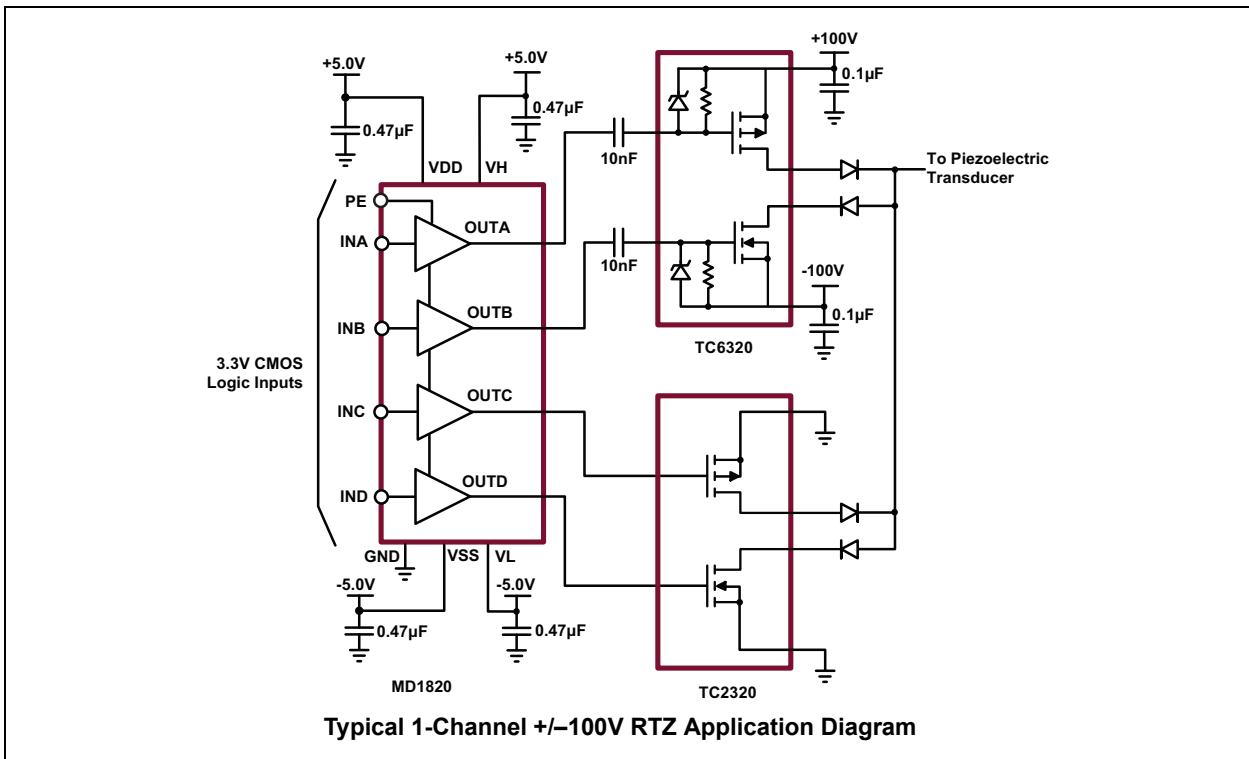 +5.0V
+5.0V
+100V
0.1µF
0.47µF
0.47µF
10nF
VDD
VH
To Piezoelectric
Transducer
PE
OUTA
INA
10nF
-100V
0.1µF
OUTB
INB
TC6320
3.3V CMOS
Logic Inputs
OUTC
INC
OUTD
IND
GND
VSS
VL
-5.0V
-5.0V
0.47µF
0.47µF
MD1820
TC2320
Typical 1-Channel +/–100V RTZ Application Diagram